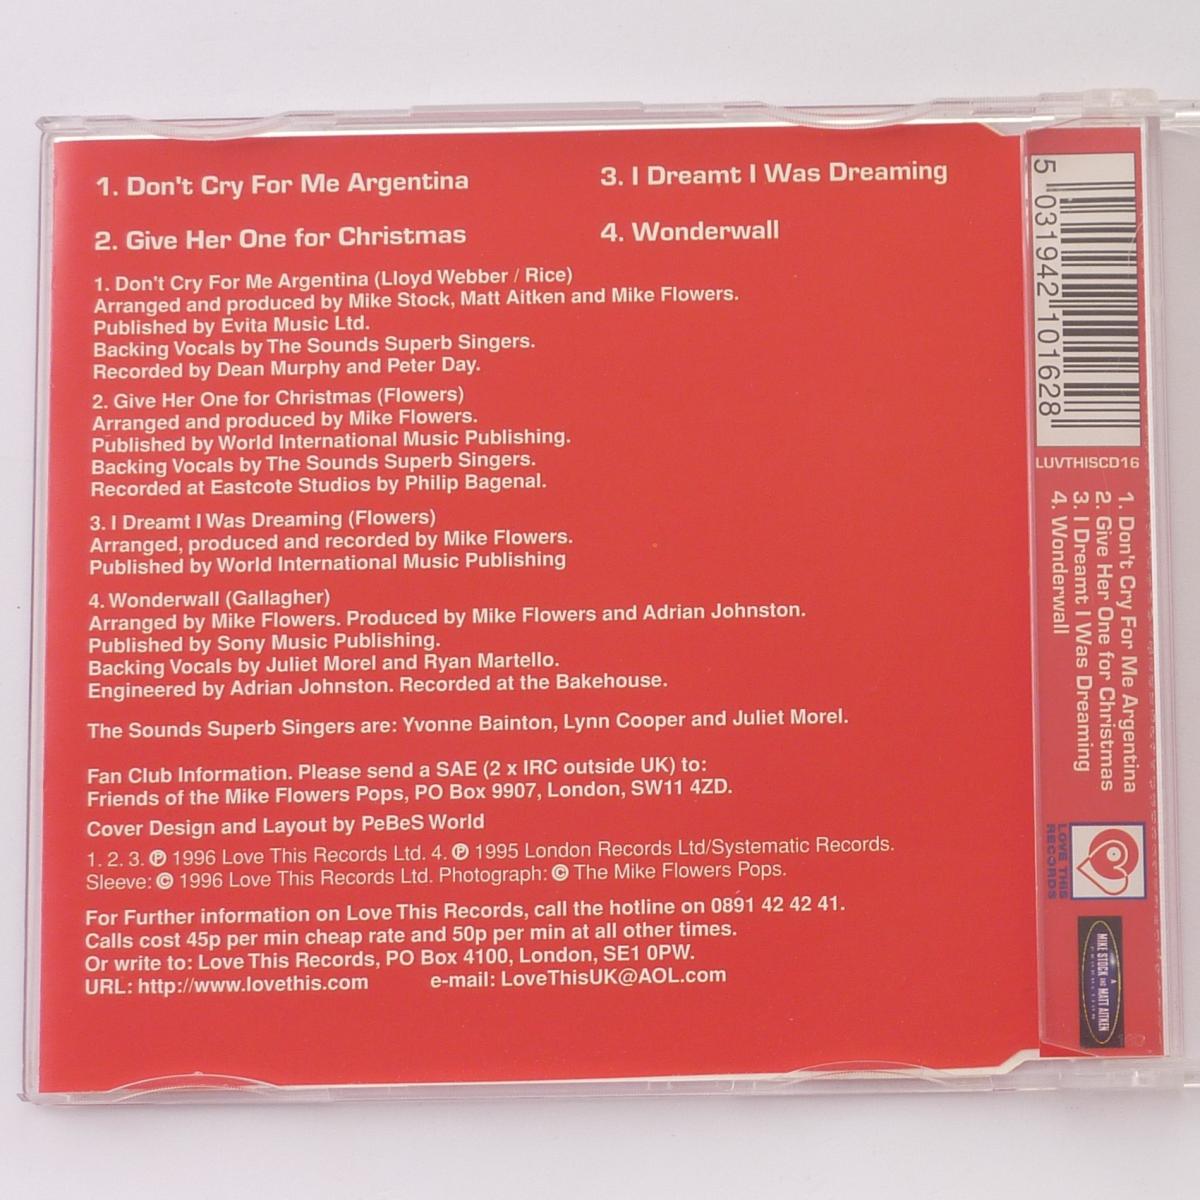 1. Don't Cry For Me Argentina
2. Give Her One for Christmas
3. I Dreamt I Was Dreaming
4. Wonderwall
1. Don't Cry For Me Argentina (Lloyd Webber / Rice)
Arranged and produced by Mike Stock, Matt Aitken and Mike Flowers.
Published by Evita Music Ltd.
Backing Vocals by The Sounds Superb Singers.
Recorded by Dean Murphy and Peter Day.
2. Give Her One for Christmas (Flowers)
Arranged and produced by Mike Flowers.
Published by World International Music Publishing.
Backing Vocals by The Sounds Superb Singers.
Recorded at Eastcote Studios by Philip Bagenal.
3. I Dreamt I Was Dreaming (Flowers)
Arranged, produced and recorded by Mike Flowers.
Published by World International Music Publishing
4. Wonderwall (Gallagher)
Arranged by Mike Flowers. Produced by Mike Flowers and Adrian Johnston.
Published by Sony Music Publishing.
Backing Vocals by Juliet Morel and Ryan Martello.
Engineered by Adrian Johnston. Recorded at the Bakehouse.
The Sounds Superb Singers are: Yvonne Bainton, Lynn Cooper and Juliet Morel.
Fan Club Information. Please send a SAE (2 x IRC outside UK) to:
Friends of the Mike Flowers Pops, PO Box 9907, London, SW11 4ZD.
Cover Design and Layout by PeBeS World
1. 2. 3. ℗ 1996 Love This Records Ltd. 4. ℗ 1995 London Records Ltd/Systematic Records.
Sleeve: © 1996 Love This Records Ltd. Photograph: © The Mike Flowers Pops.
For Further information on Love This Records, call the hotline on 0891 42 42 41.
Calls cost 45p per min cheap rate and 50p per min at all other times.
Or write to: Love This Records, PO Box 4100, London, SE1 0PW.
URL: http://www.lovethis.com e-mail: LoveThisUK@AOL.com
5 031942 101628
LUVTHISCD16
1. Don't Cry For Me Argentina
2. Give Her One for Christmas
3. I Dreamt I Was Dreaming
4. Wonderwall
LOVE THIS
RECORDS
A
MIKE STOCK AND MATT AITKEN
PRODUCTION